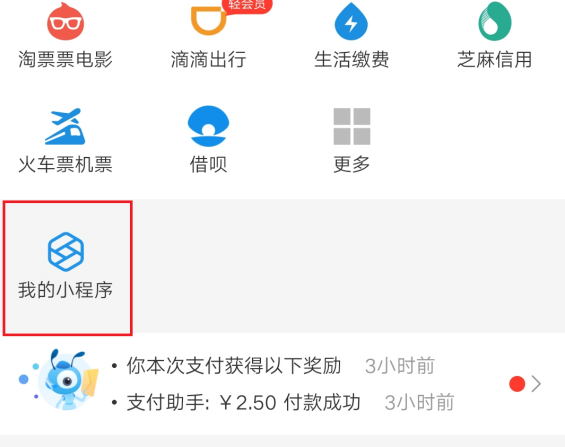 轻会员
淘票票电影 滴滴出行 生活缴费 芝麻信用
火车票机票 借呗 更多
我的小程序
• 你本次支付获得以下奖励 3小时前
• 支付助手: ￥2.50 付款成功 3小时前